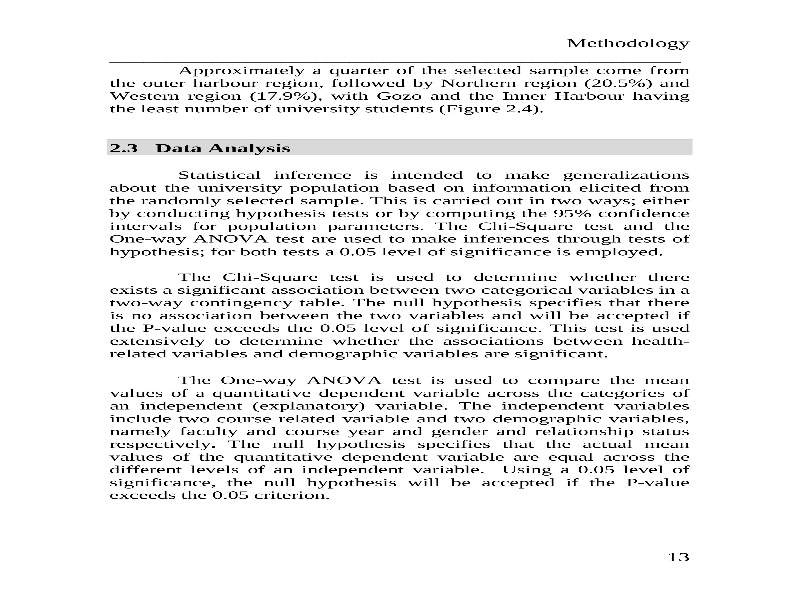 Methodology
Approximately a quarter of the selected sample come from
the outer harbour region, followed by Northern region (20.5%) and
Western region (17.9%), with Gozo and the Inner Harbour having
the least number of university students (Figure 2.4).
2.3 Data Analysis
Statistical inference is intended to make generalizations
about the university population based on information elicited from
the randomly selected sample. This is carried out in two ways; either
by conducting hypothesis tests or by computing the 95% confidence
intervals for population parameters. The Chi-Square test and the
One-way ANOVA test are used to make inferences through tests of
hypothesis; for both tests a 0.05 level of significance is employed.
The Chi-Square test is used to determine whether there
exists a significant association between two categorical variables in a
two-way contingency table. The null hypothesis specifies that there
is no association between the two variables and will be accepted if
the P-value exceeds the 0.05 level of significance. This test is used
extensively to determine whether the associations between health-
related variables and demographic variables are significant.
The One-way ANOVA test is used to compare the mean
values of a quantitative dependent variable across the categories of
an independent (explanatory) variable. The independent variables
include two course related variable and two demographic variables,
namely faculty and course year and gender and relationship status
respectively. The null hypothesis specifies that the actual mean
values of the quantitative dependent variable are equal across the
different levels of an independent variable. Using a 0.05 level of
significance, the null hypothesis will be accepted if the P-value
exceeds the 0.05 criterion.
13